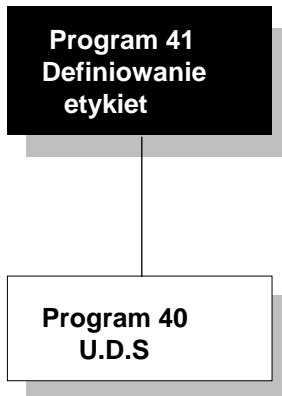 Program 41
Definiowanie
etykiet
Program 40
U.D.S